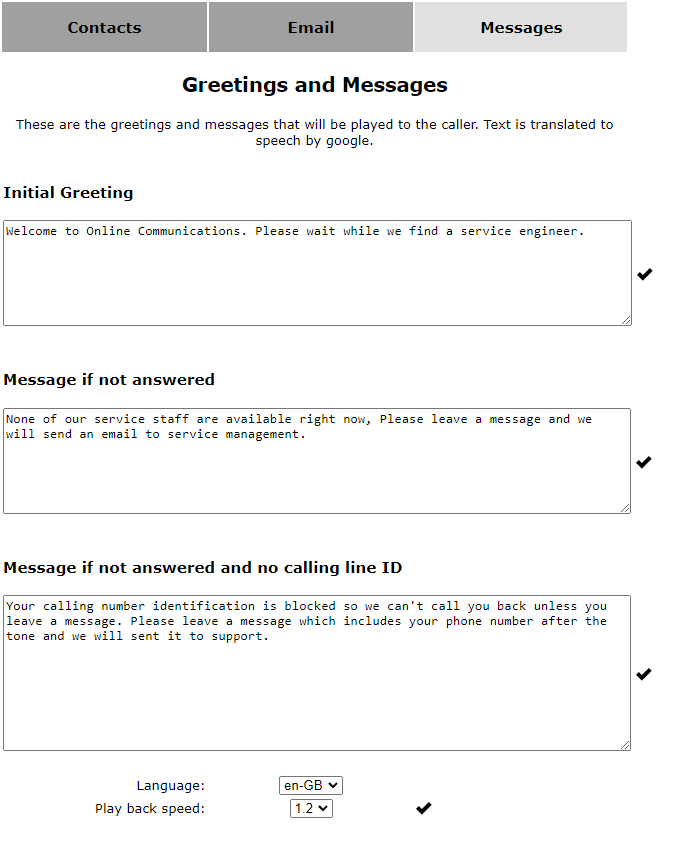 Contacts Email Messages
Greetings and Messages
These are the greetings and messages that will be played to the caller. Text is translated to
speech by google.
Initial Greeting
Welcome to Online Communications. Please wait while we find a service engineer.
Message if not answered
None of our service staff are available right now, Please leave a message and we
will send an email to service management.
Message if not answered and no calling line ID
Your calling number identification is blocked so we can't call you back unless you
leave a message. Please leave a message which includes your phone number after the
tone and we will sent it to support.
Language: en-GB
Play back speed: 1.2